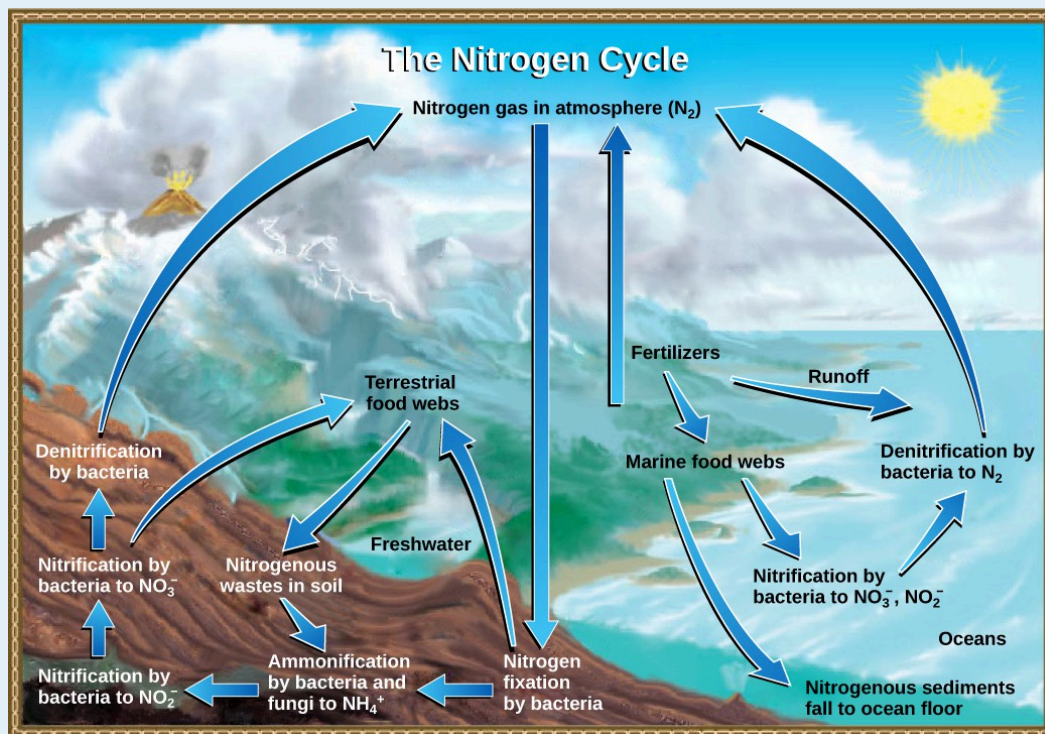 The Nitrogen Cycle
Nitrogen gas in atmosphere (N₂)
Fertilizers
Runoff
Terrestrial
food webs
Denitrification
by bacteria
Marine food webs
Denitrification by
bacteria to N₂
Freshwater
Nitrification by
bacteria to NO₃⁻
Nitrogenous
wastes in soil
Nitrification by
bacteria to NO₃⁻, NO₂⁻
Oceans
Nitrification by
bacteria to NO₂⁻
Ammonification
by bacteria and
fungi to NH₄⁺
Nitrogen
fixation
by bacteria
Nitrogenous sediments
fall to ocean floor